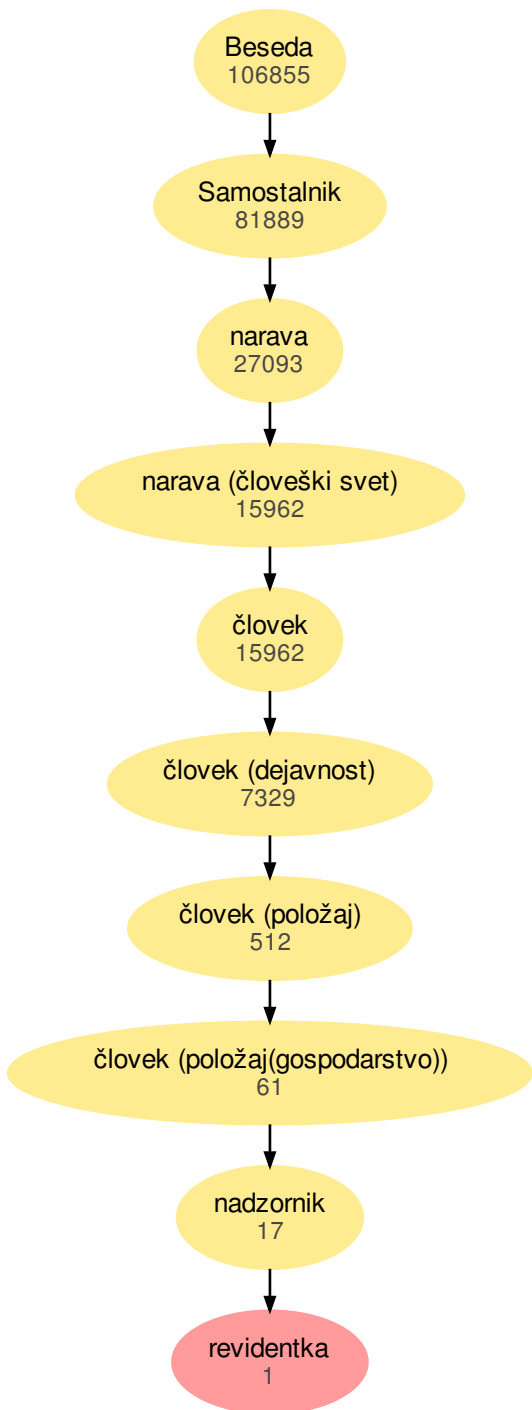 Beseda
106855
Samostalnik
81889
narava
27093
narava (človeški svet)
15962
človek
15962
človek (dejavnost)
7329
človek (položaj)
512
človek (položaj(gospodarstvo))
61
nadzornik
17
revidentka
1